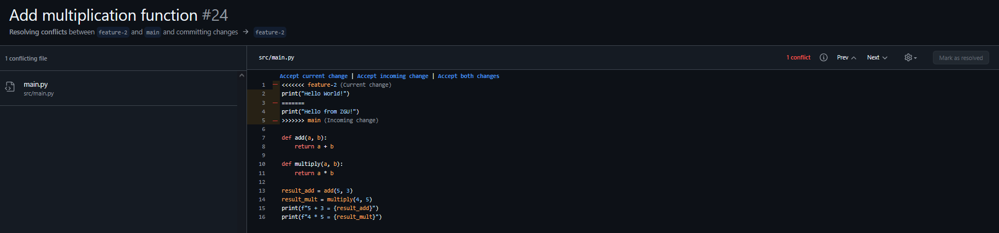 Add multiplication function #24
Resolving conflicts between feature-2 and main and committing changes → feature-2
1 conflicting file
main.py
src/main.py
src/main.py
1 conflict Prev Next Mark as resolved
Accept current change | Accept incoming change | Accept both changes
1 <<<<<<< feature-2 (Current change)
2 print("Hello World!")
3 =======
4 print("Hello from ZGU!")
5 >>>>>>> main (Incoming change)
6
7 def add(a, b):
8     return a + b
9
10 def multiply(a, b):
11     return a * b
12
13 result_add = add(5, 3)
14 result_mult = multiply(4, 5)
15 print(f"5 + 3 = {result_add}")
16 print(f"4 * 5 = {result_mult}")